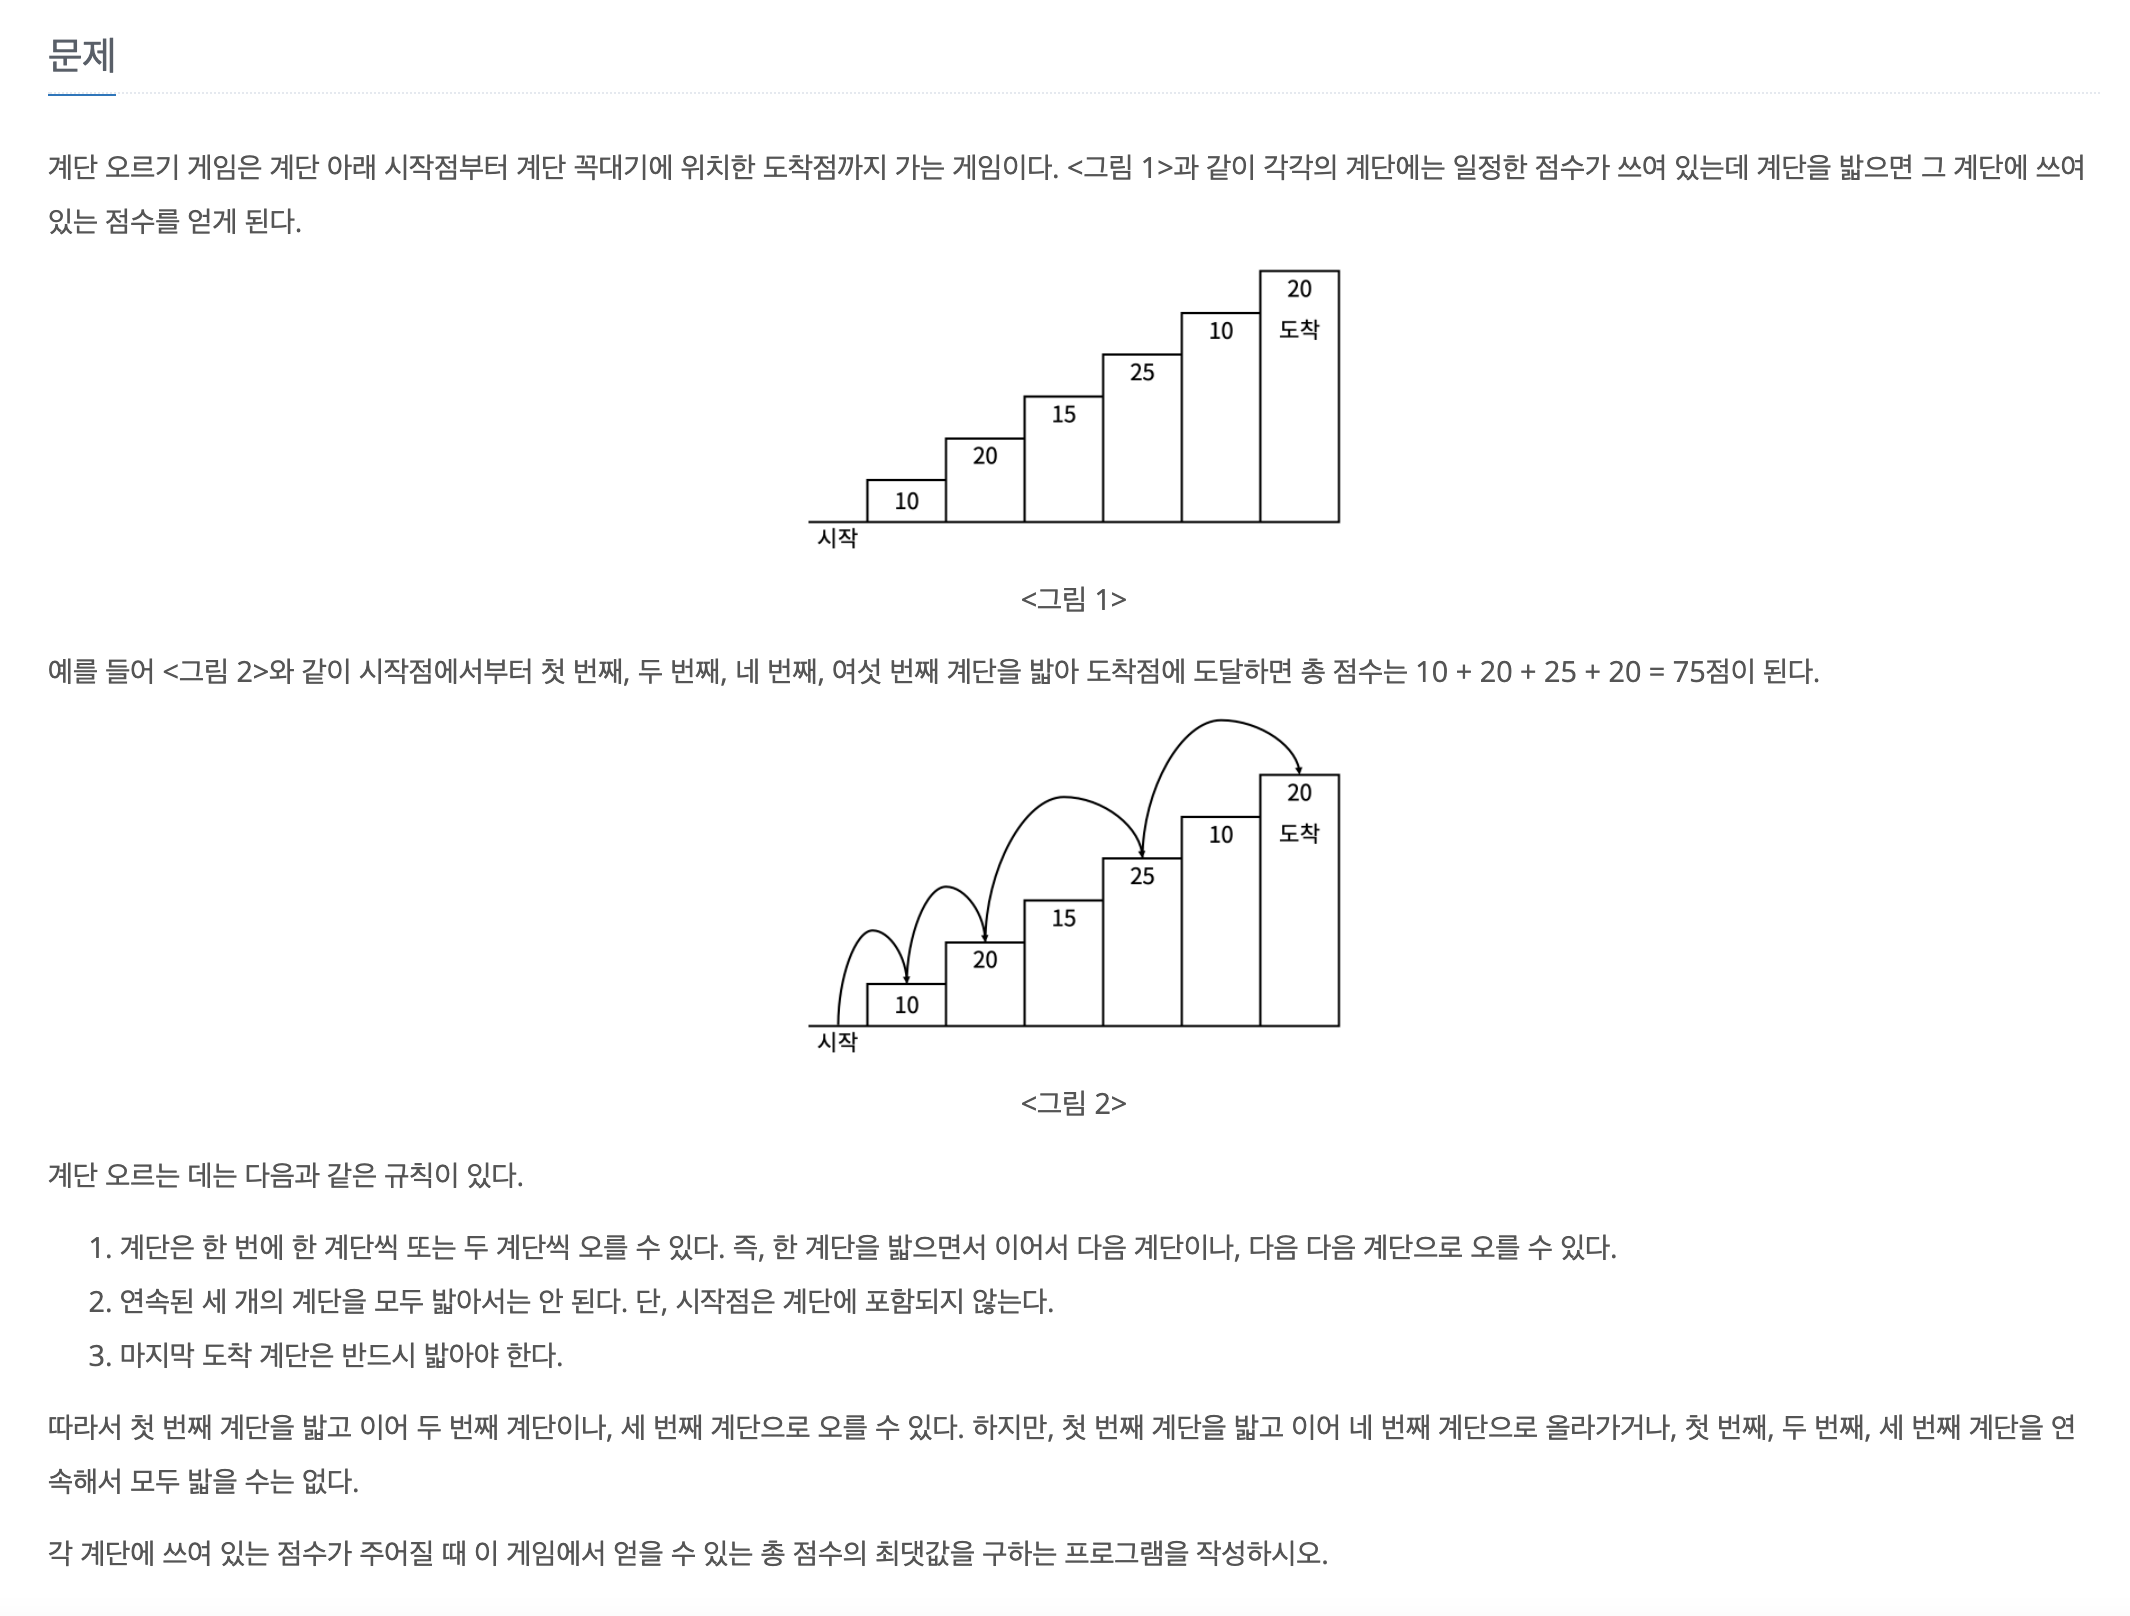 문제
계단 오르기 게임은 계단 아래 시작점부터 계단 꼭대기에 위치한 도착점까지 가는 게임이다. <그림 1>과 같이 각각의 계단에는 일정한 점수가 쓰여 있는데 계단을 밟으면 그 계단에 쓰여
있는 점수를 얻게 된다.
20
도착
10
25
15
20
10
시작
<그림 1>
예를 들어 <그림 2>와 같이 시작점에서부터 첫 번째, 두 번째, 네 번째, 여섯 번째 계단을 밟아 도착점에 도달하면 총 점수는 10 + 20 + 25 + 20 = 75점이 된다.
20
도착
10
25
15
20
10
시작
<그림 2>
계단 오르는 데는 다음과 같은 규칙이 있다.
1. 계단은 한 번에 한 계단씩 또는 두 계단씩 오를 수 있다. 즉, 한 계단을 밟으면서 이어서 다음 계단이나, 다음 다음 계단으로 오를 수 있다.
2. 연속된 세 개의 계단을 모두 밟아서는 안 된다. 단, 시작점은 계단에 포함되지 않는다.
3. 마지막 도착 계단은 반드시 밟아야 한다.
따라서 첫 번째 계단을 밟고 이어 두 번째 계단이나, 세 번째 계단으로 오를 수 있다. 하지만, 첫 번째 계단을 밟고 이어 네 번째 계단으로 올라가거나, 첫 번째, 두 번째, 세 번째 계단을 연
속해서 모두 밟을 수는 없다.
각 계단에 쓰여 있는 점수가 주어질 때 이 게임에서 얻을 수 있는 총 점수의 최댓값을 구하는 프로그램을 작성하시오.